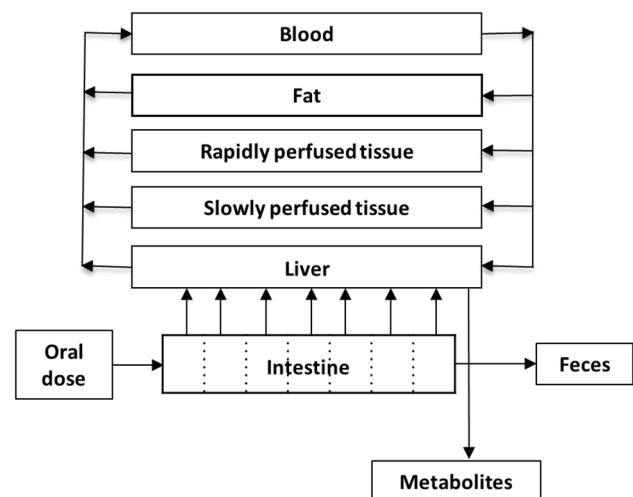 Blood
Fat
Rapidly perfused tissue
Slowly perfused tissue
Liver
Oral
dose
Intestine
Feces
Metabolites